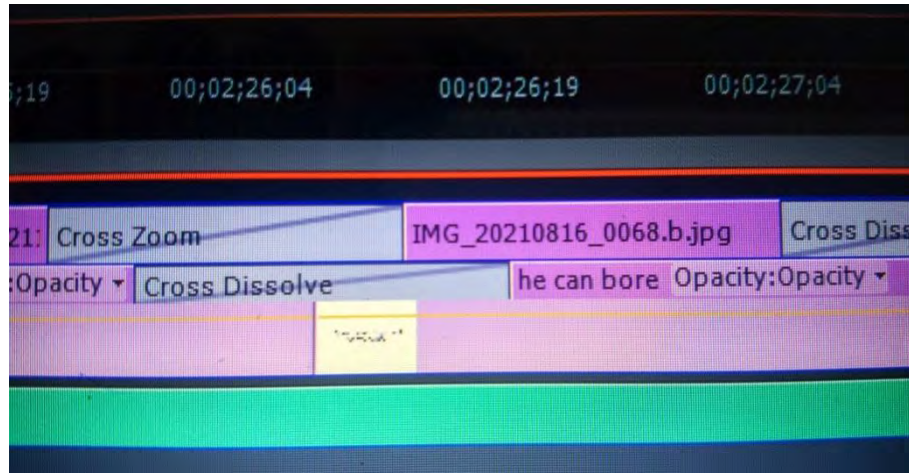 ;19 00;02;26;04 00;02;26;19 00;02;27;04
21: Cross Zoom IMG_20210816_0068.b.jpg Cross Diss
:Opacity Cross Dissolve he can bore Opacity:Opacity